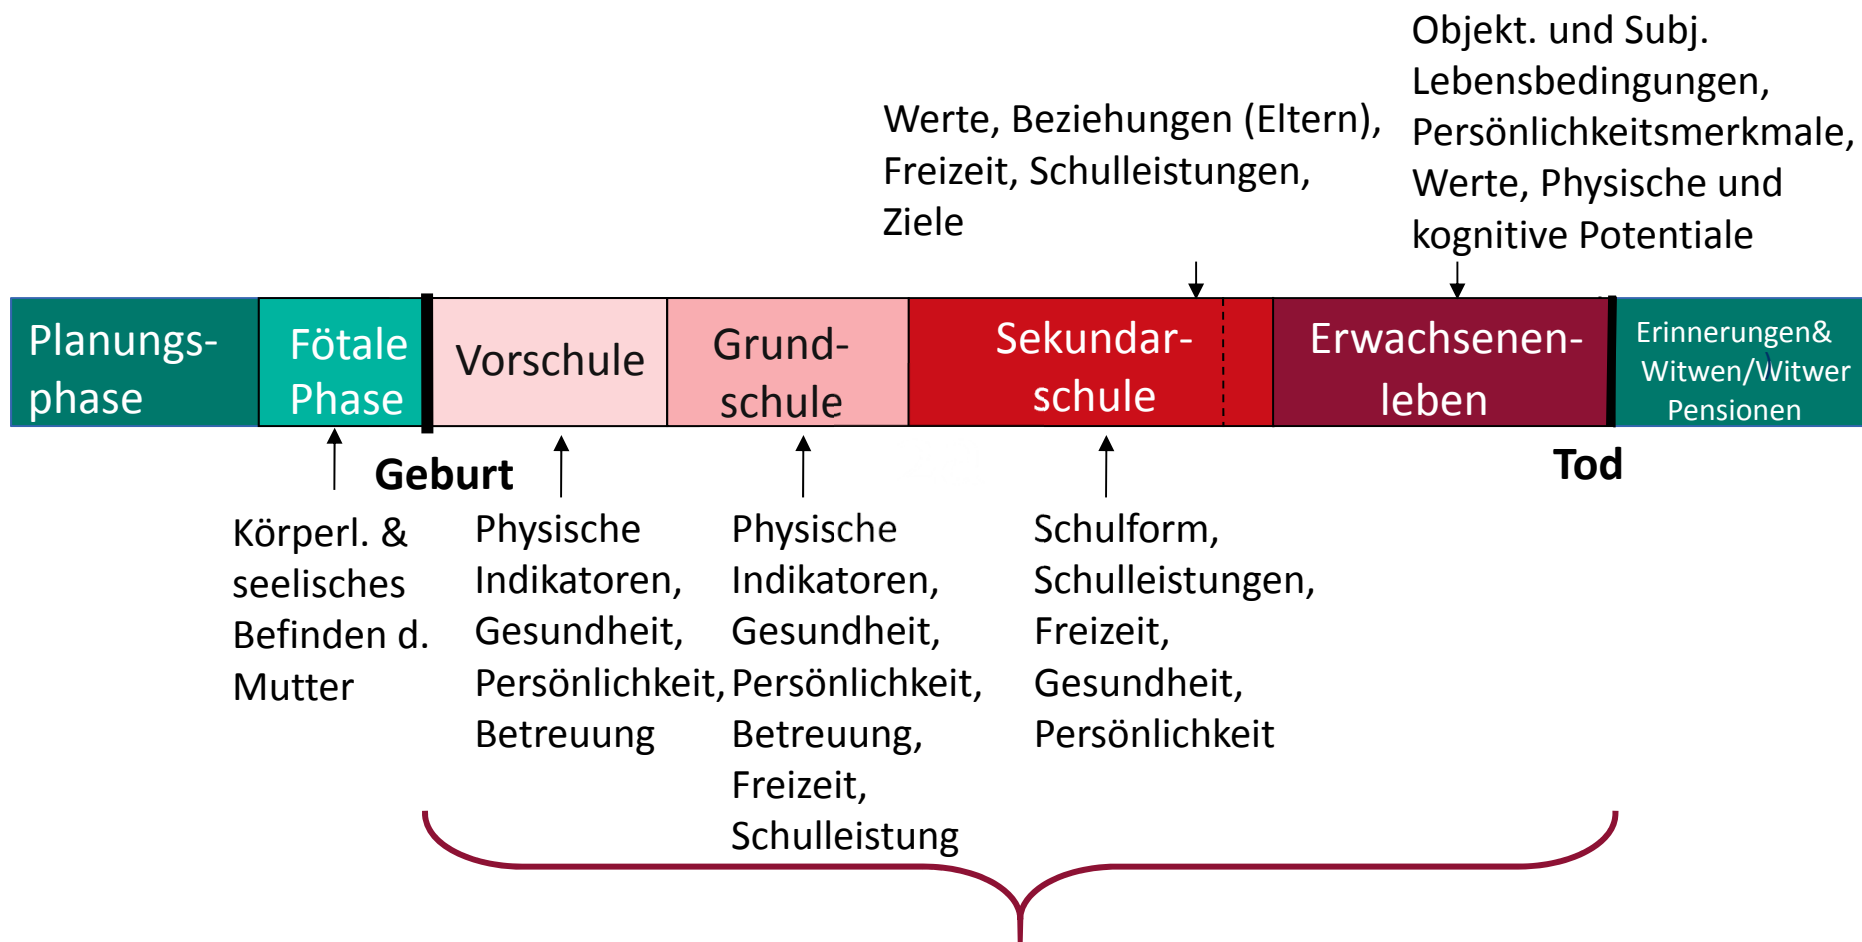 Objekt. und Subj.
Lebensbedingungen,
Persönlichkeitsmerkmale,
Werte, Physische und
kognitive Potentiale
Werte, Beziehungen (Eltern),
Freizeit, Schulleistungen,
Ziele
Planungs-
phase
Fötale
Phase
Vorschule
Grund-
schule
Sekundar-
schule
Erwachsenen-
leben
Erinnerungen&
Witwen/Witwer
Pensionen
Geburt
Tod
Körperl. &
seelisches
Befinden d.
Mutter
Physische
Indikatoren,
Gesundheit,
Persönlichkeit,
Betreuung
Physische
Indikatoren,
Gesundheit,
Persönlichkeit,
Betreuung,
Freizeit,
Schulleistung
Schulform,
Schulleistungen,
Freizeit,
Gesundheit,
Persönlichkeit